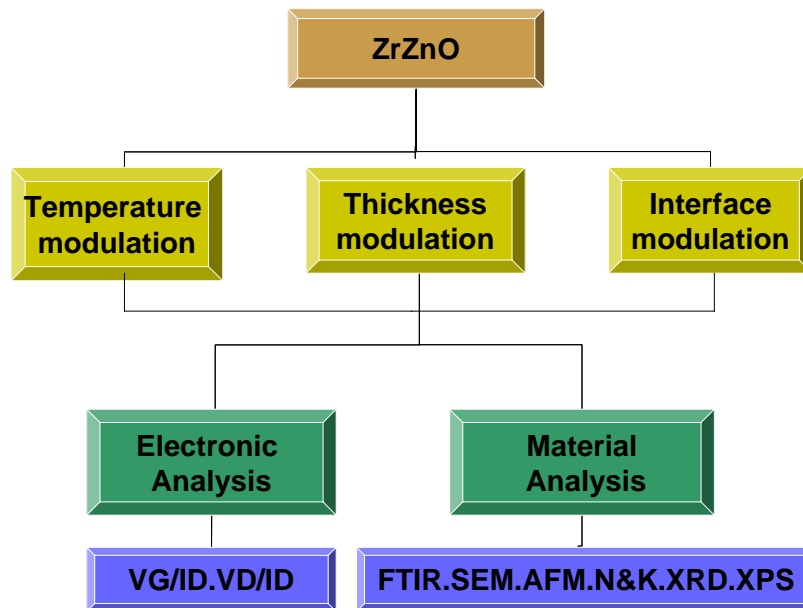 ZrZnO
Temperature
modulation
Thickness
modulation
Interface
modulation
Electronic
Analysis
Material
Analysis
VG/ID.VD/ID
FTIR.SEM.AFM.N&K.XRD.XPS